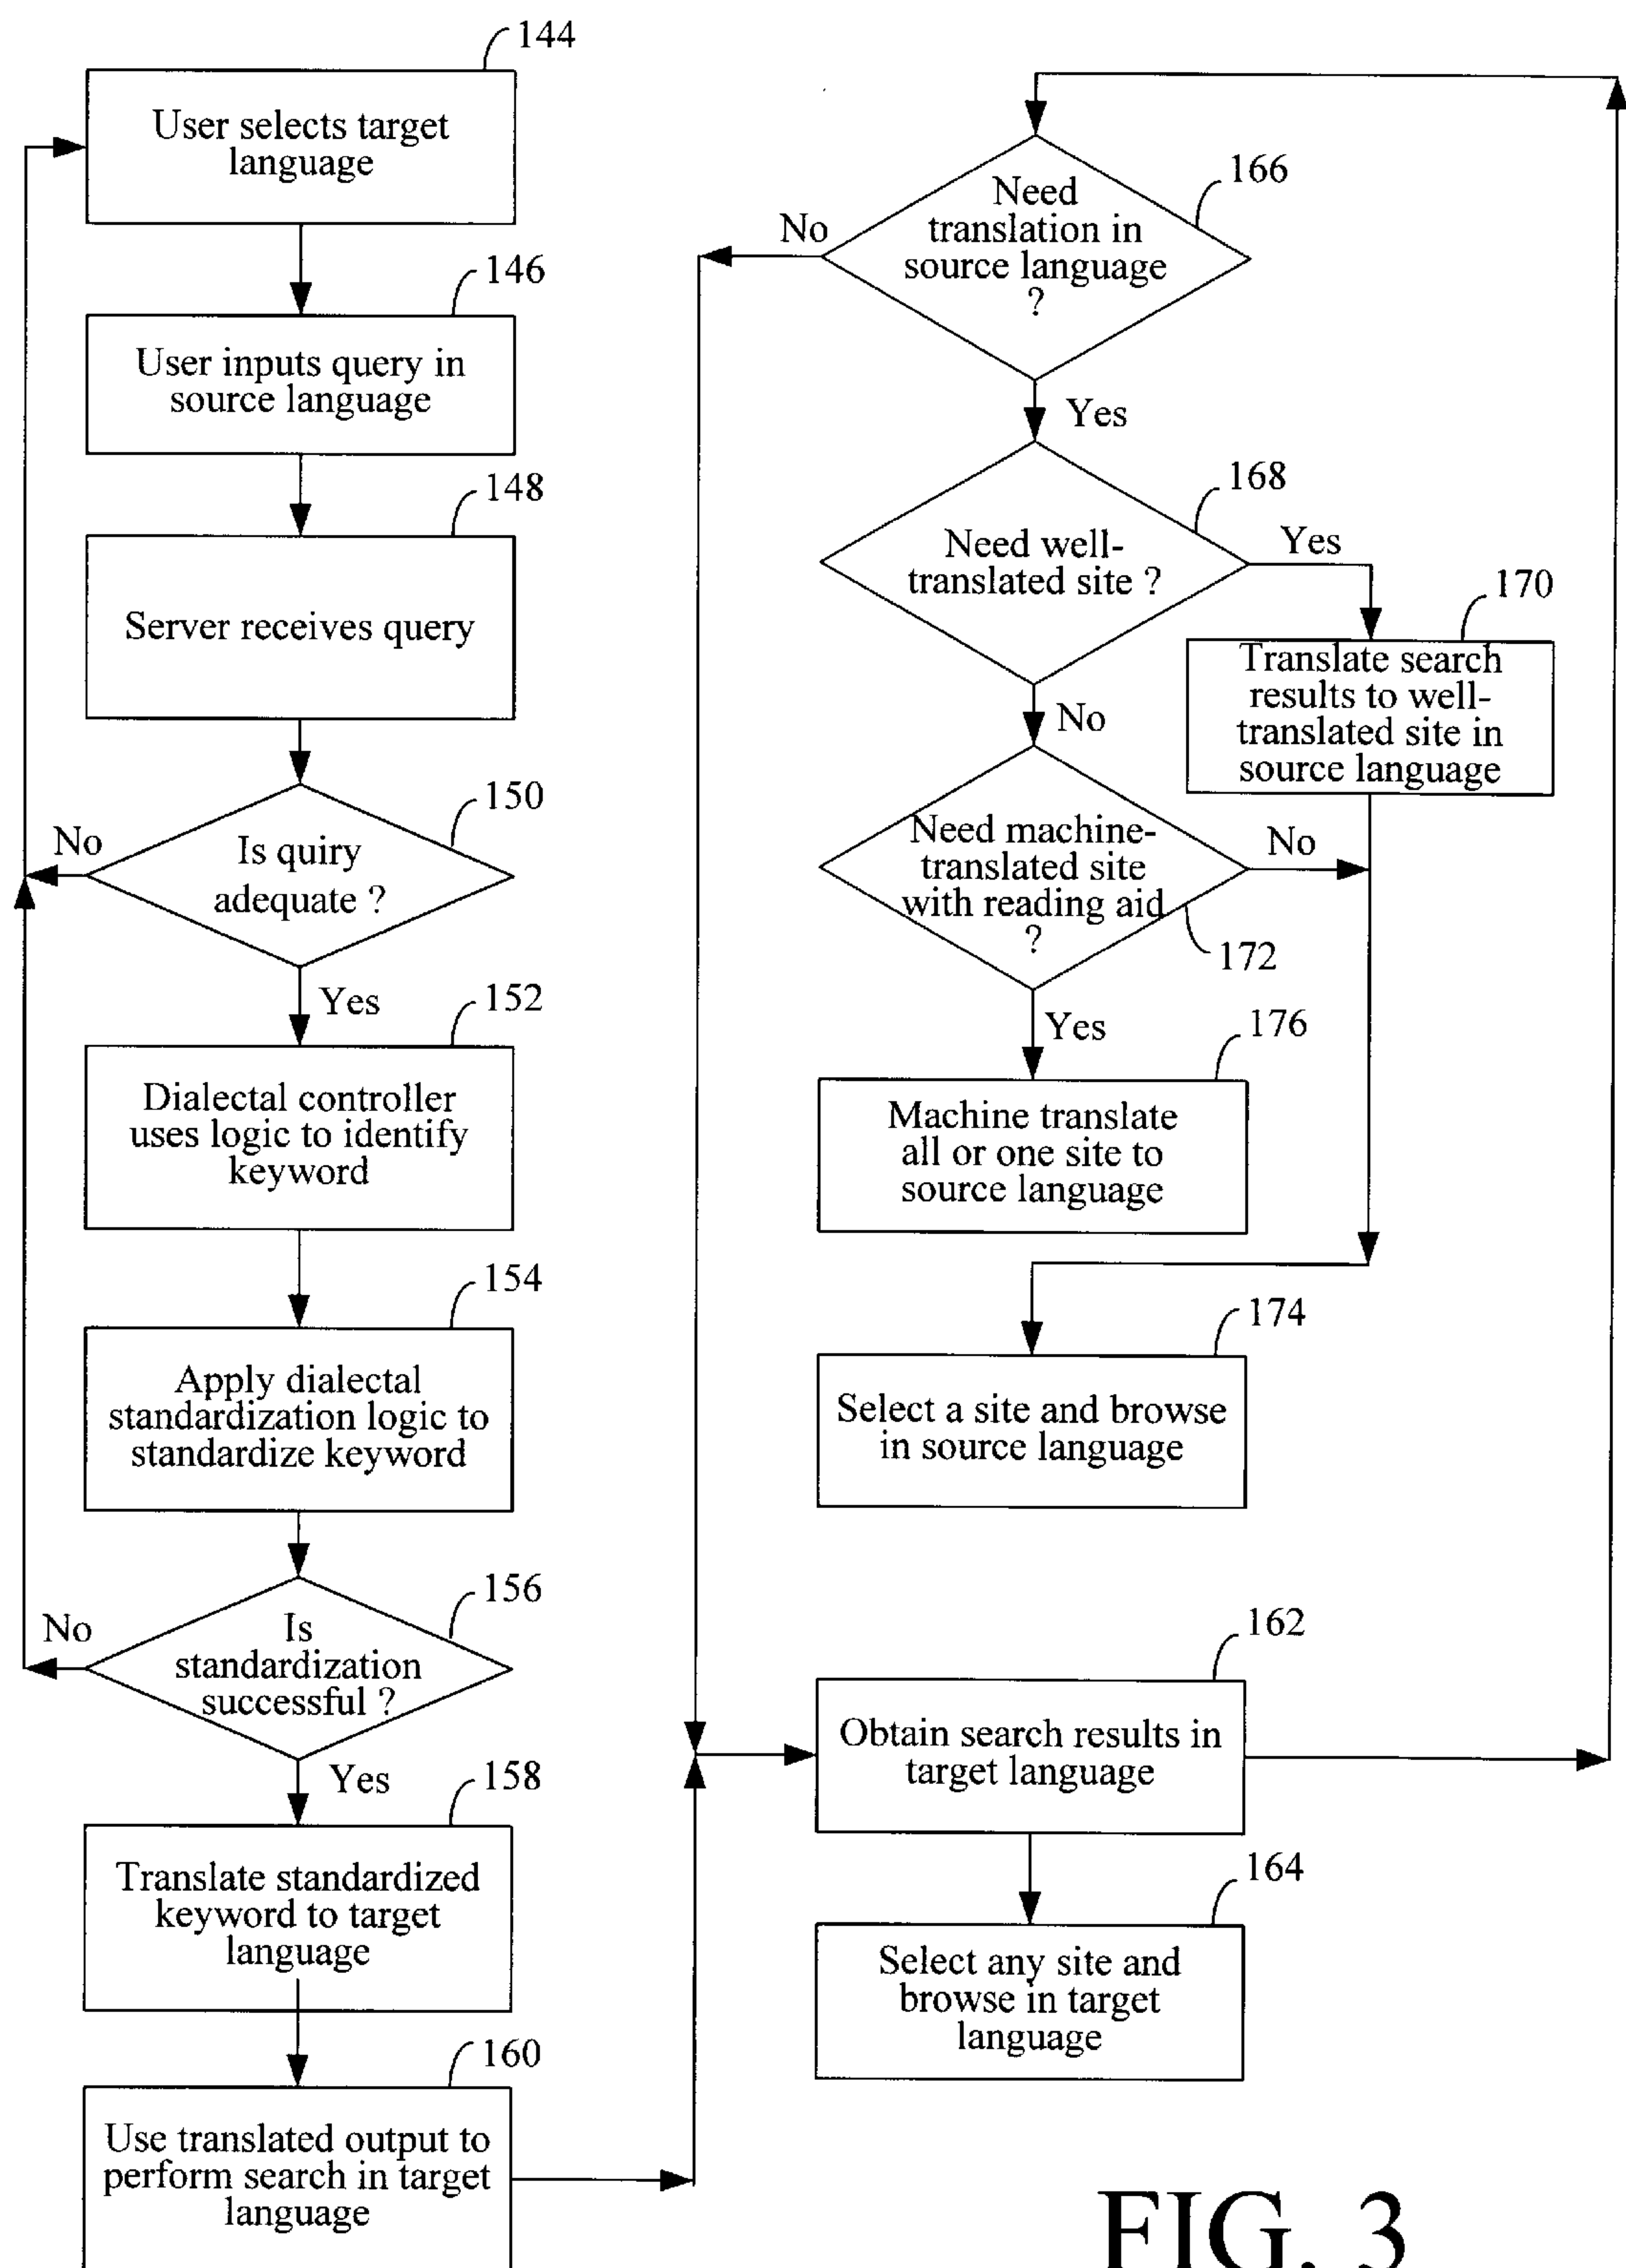 144
User selects target
language
146
User inputs query in
source language
148
Server receives query
150
No
Is quiry
adequate ?
Yes
152
Dialectal controller
uses logic to identify
keyword
154
Apply dialectal
standardization logic to
standardize keyword
156
No
Is
standardization
successful ?
Yes
158
Translate standardized
keyword to target
language
160
Use translated output to
perform search in target
language
166
No
Need
translation in
source language
?
Yes
168
Need well-
translated site ?
Yes
170
Translate search
results to well-
translated site in
source language
No
Need machine-
translated site
with reading aid
?
No
172
Yes
176
Machine translate
all or one site to
source language
174
Select a site and browse
in source language
162
Obtain search results in
target language
164
Select any site and
browse in target
language
FIG. 3